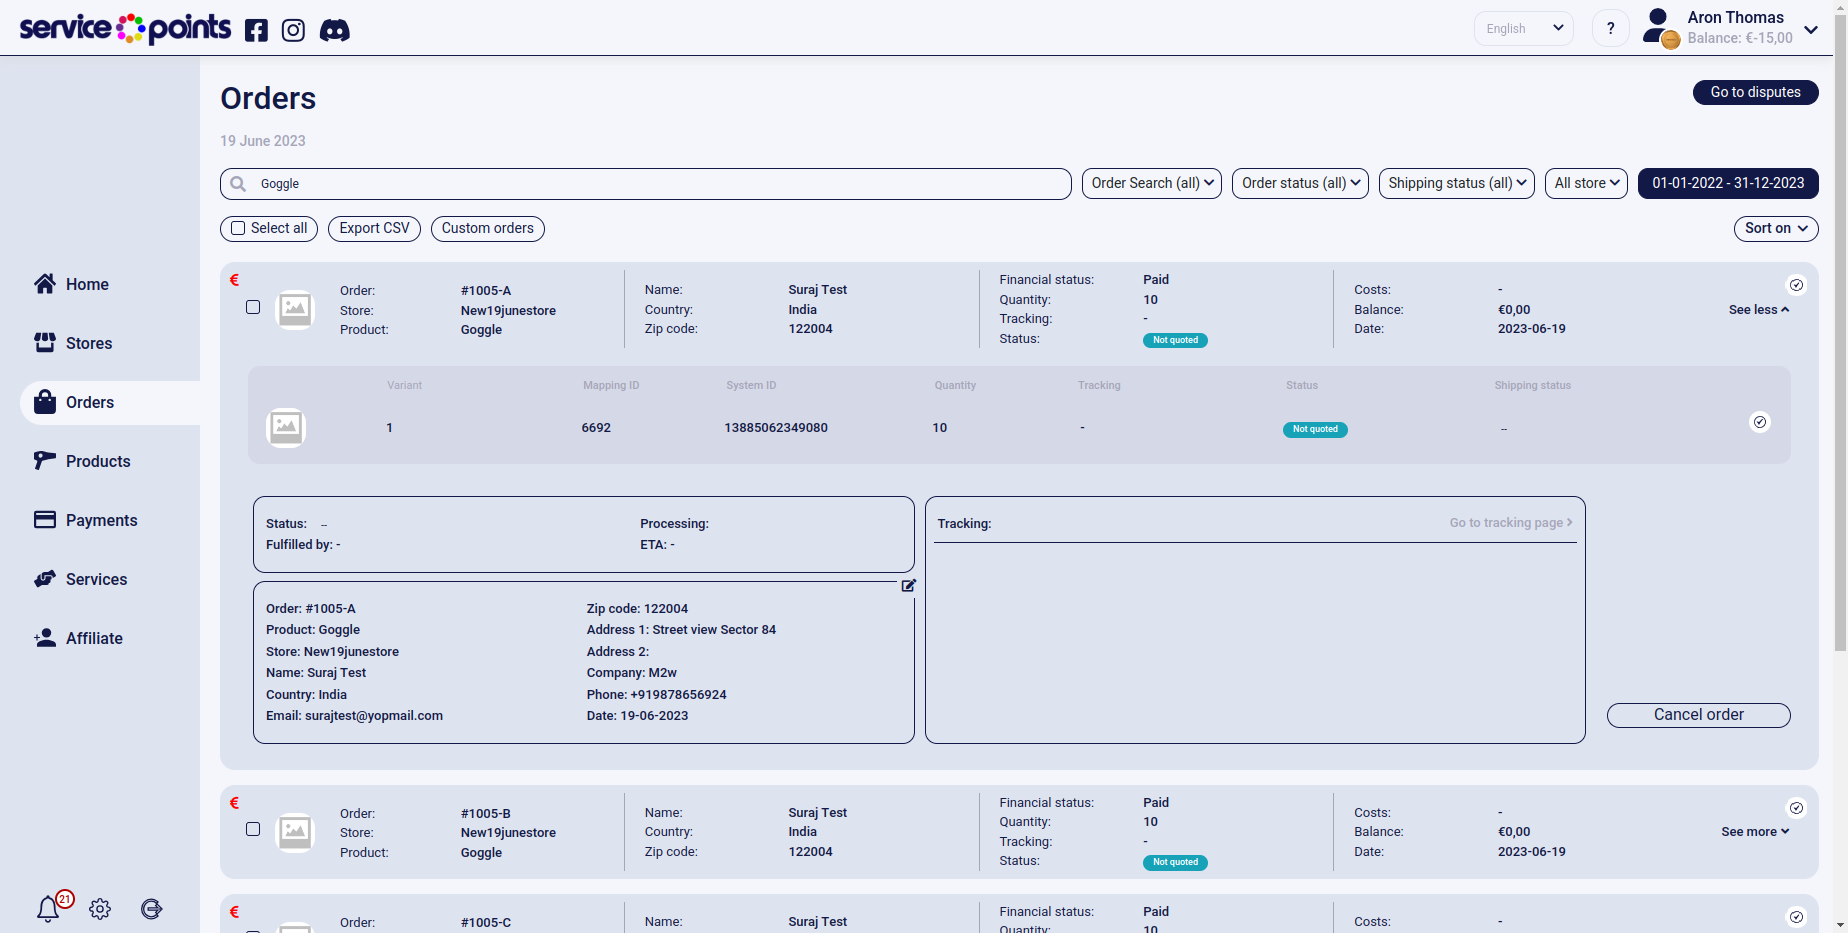 service points
English
?
Aron Thomas
Balance: €-15,00
Orders
Go to disputes
19 June 2023
Goggle
Order Search (all)
Order status (all)
Shipping status (all)
All store
01-01-2022 - 31-12-2023
Select all
Export CSV
Custom orders
Sort on
Home
Stores
Orders
Products
Payments
Services
Affiliate
21
€
Order: #1005-A
Store: New19junestore
Product: Goggle
Name: Suraj Test
Country: India
Zip code: 122004
Financial status: Paid
Quantity: 10
Tracking: -
Status: Not quoted
Costs: -
Balance: €0,00
Date: 2023-06-19
See less
Variant Mapping ID System ID Quantity Tracking Status Shipping status
1 6692 13885062349080 10 - Not quoted --
Status: --
Fulfilled by: -
Processing:
ETA: -
Tracking:
Go to tracking page
Order: #1005-A
Product: Goggle
Store: New19junestore
Name: Suraj Test
Country: India
Email: surajtest@yopmail.com
Zip code: 122004
Address 1: Street view Sector 84
Address 2:
Company: M2w
Phone: +919878656924
Date: 19-06-2023
Cancel order
€
Order: #1005-B
Store: New19junestore
Product: Goggle
Name: Suraj Test
Country: India
Zip code: 122004
Financial status: Paid
Quantity: 10
Tracking: -
Status: Not quoted
Costs: -
Balance: €0,00
Date: 2023-06-19
See more
€
Order: #1005-C
Name: Suraj Test
Financial status: Paid
Quantity: 10
Costs: -